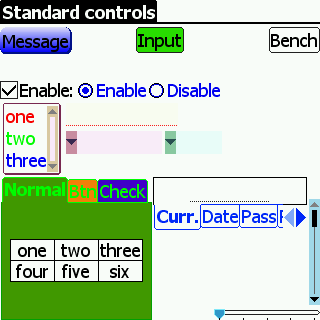 Standard controls
Message Input Bench
Enable: Enable Disable
one
two
three
Normal Btn Check
Curr. Date Pass
one two three
four five six